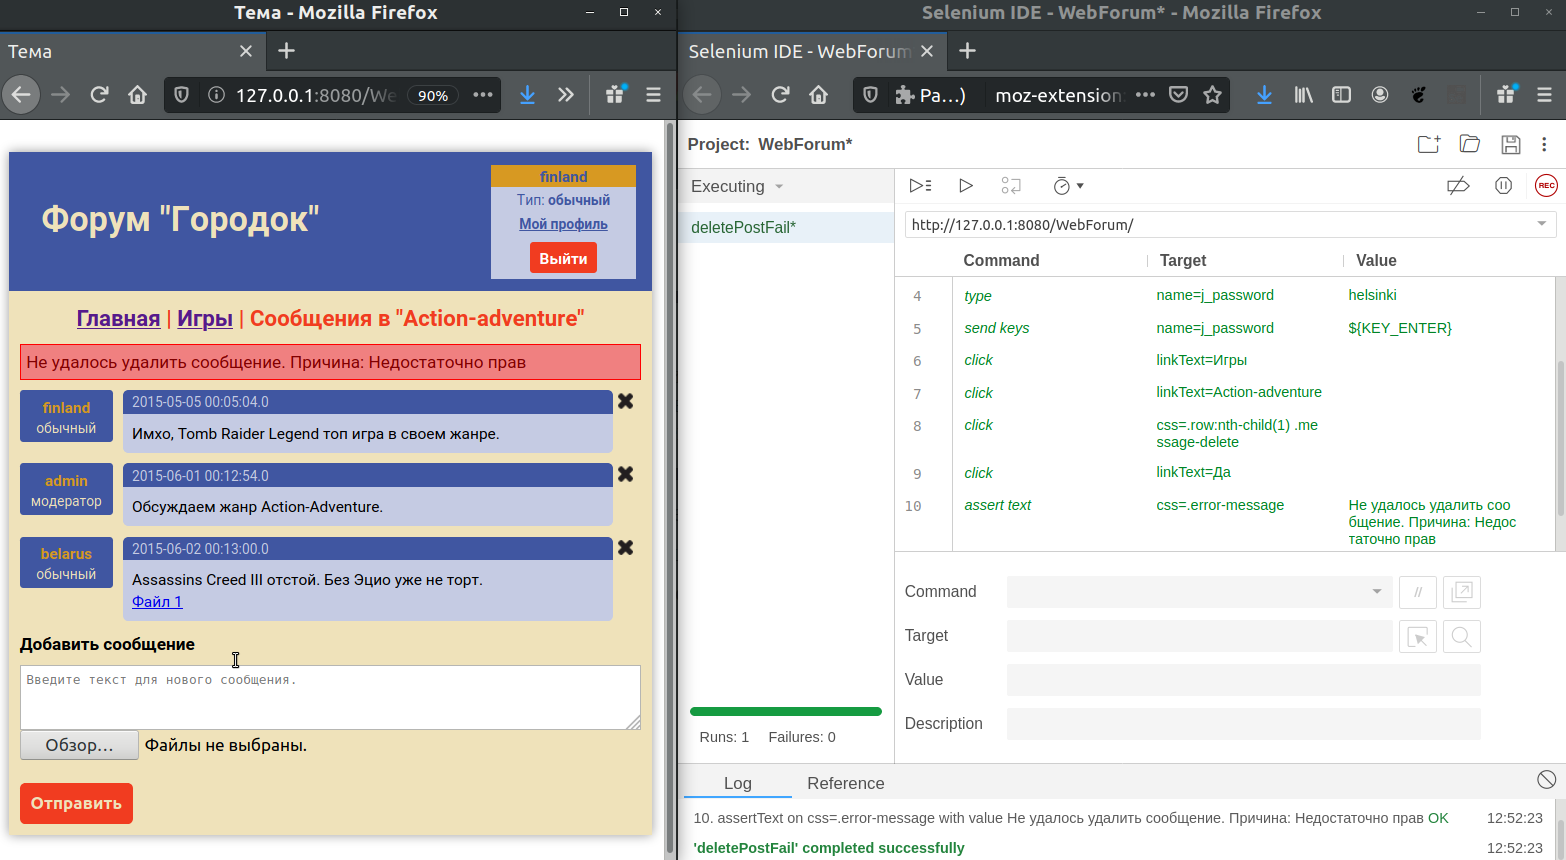 Тема - Mozilla Firefox
Тема
127.0.0.1:8080/We
90%
Форум "Городок"
finland
Тип: обычный
Мой профиль
Выйти
Главная | Игры | Сообщения в "Action-adventure"
Не удалось удалить сообщение. Причина: Недостаточно прав
finland
обычный
2015-05-05 00:05:04.0
Имхо, Tomb Raider Legend топ игра в своем жанре.
admin
модератор
2015-06-01 00:12:54.0
Обсуждаем жанр Action-Adventure.
belarus
обычный
2015-06-02 00:13:00.0
Assassins Creed III отстой. Без Эцио уже не торт.
Файл 1
Добавить сообщение
Введите текст для нового сообщения.
Обзор... Файлы не выбраны.
Отправить
Selenium IDE - WebForum* - Mozilla Firefox
Selenium IDE - WebForum
Pa...) moz-extension:
Project: WebForum*
Executing
deletePostFail*
REC
http://127.0.0.1:8080/WebForum/
Command Target Value
4 type name=j_password helsinki
5 send keys name=j_password ${KEY_ENTER}
6 click linkText=Игры
7 click linkText=Action-adventure
8 click css=.row:nth-child(1) .me
ssage-delete
9 click linkText=Да
10 assert text css=.error-message Не удалось удалить соо
бщение. Причина: Недос
таточно прав
Command
//
Target
Value
Description
Runs: 1 Failures: 0
Log Reference
10. assertText on css=.error-message with value Не удалось удалить сообщение. Причина: Недостаточно прав OK 12:52:23
'deletePostFail' completed successfully 12:52:23